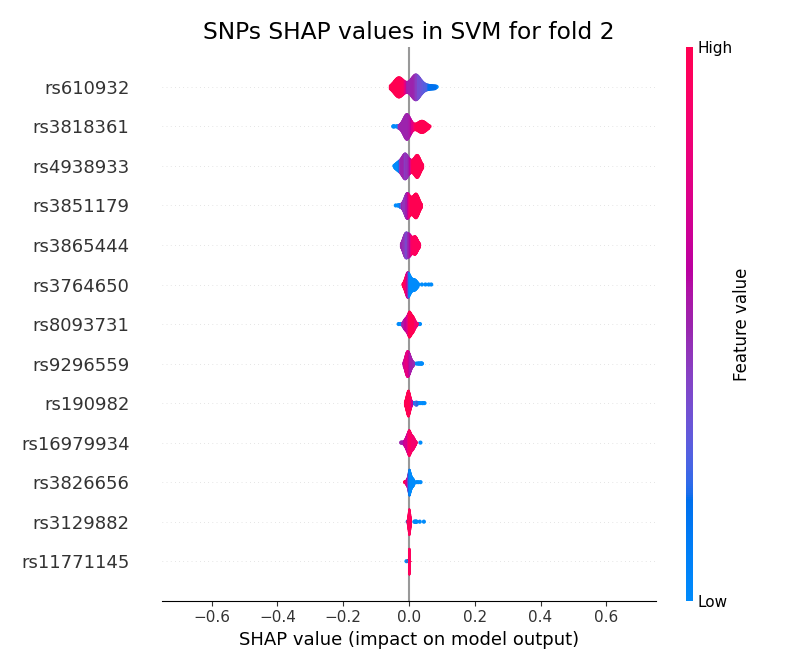 SNPs SHAP values in SVM for fold 2
High
rs610932
rs3818361
rs4938933
rs3851179
rs3865444
rs3764650
rs8093731
rs9296559
rs190982
rs16979934
rs3826656
rs3129882
rs11771145
Feature value
Low
−0.6 −0.4 −0.2 0.0 0.2 0.4 0.6
SHAP value (impact on model output)